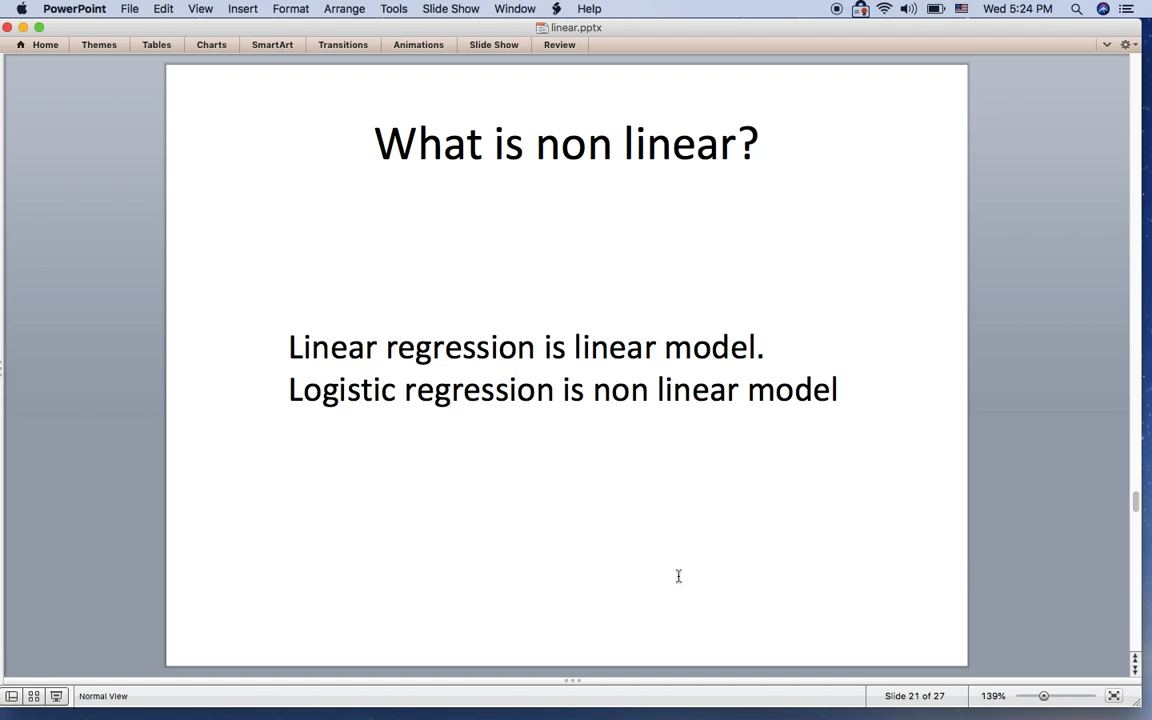 PowerPoint File Edit View Insert Format Arrange Tools Slide Show Window Help Wed 5:24 PM
linear.pptx
Home Themes Tables Charts SmartArt Transitions Animations Slide Show Review
What is non linear?
Linear regression is linear model.
Logistic regression is non linear model
Normal View Slide 21 of 27 139%